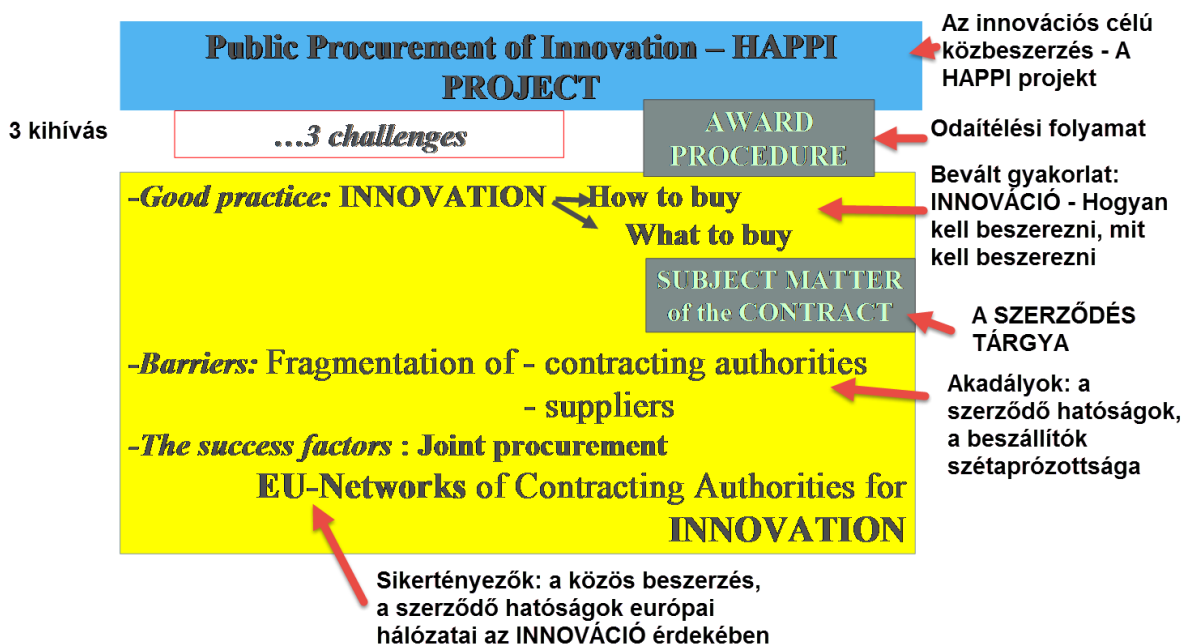 Public Procurement of Innovation – HAPPI
PROJECT
Az innovációs célú
közbeszerzés - A
HAPPI projekt
3 kihívás
...3 challenges
AWARD
PROCEDURE
Odaítélési folyamat
-Good practice: INNOVATION How to buy
What to buy
Bevált gyakorlat:
INNOVÁCIÓ - Hogyan
kell beszerezni, mit
kell beszerezni
SUBJECT MATTER
of the CONTRACT
A SZERZŐDÉS
TÁRGYA
-Barriers: Fragmentation of - contracting authorities
- suppliers
Akadályok: a
szerződő hatóságok,
a beszállítók
szétaprózottsága
-The success factors : Joint procurement
EU-Networks of Contracting Authorities for
INNOVATION
Sikertényezők: a közös beszerzés,
a szerződő hatóságok európai
hálózatai az INNOVÁCIÓ érdekében